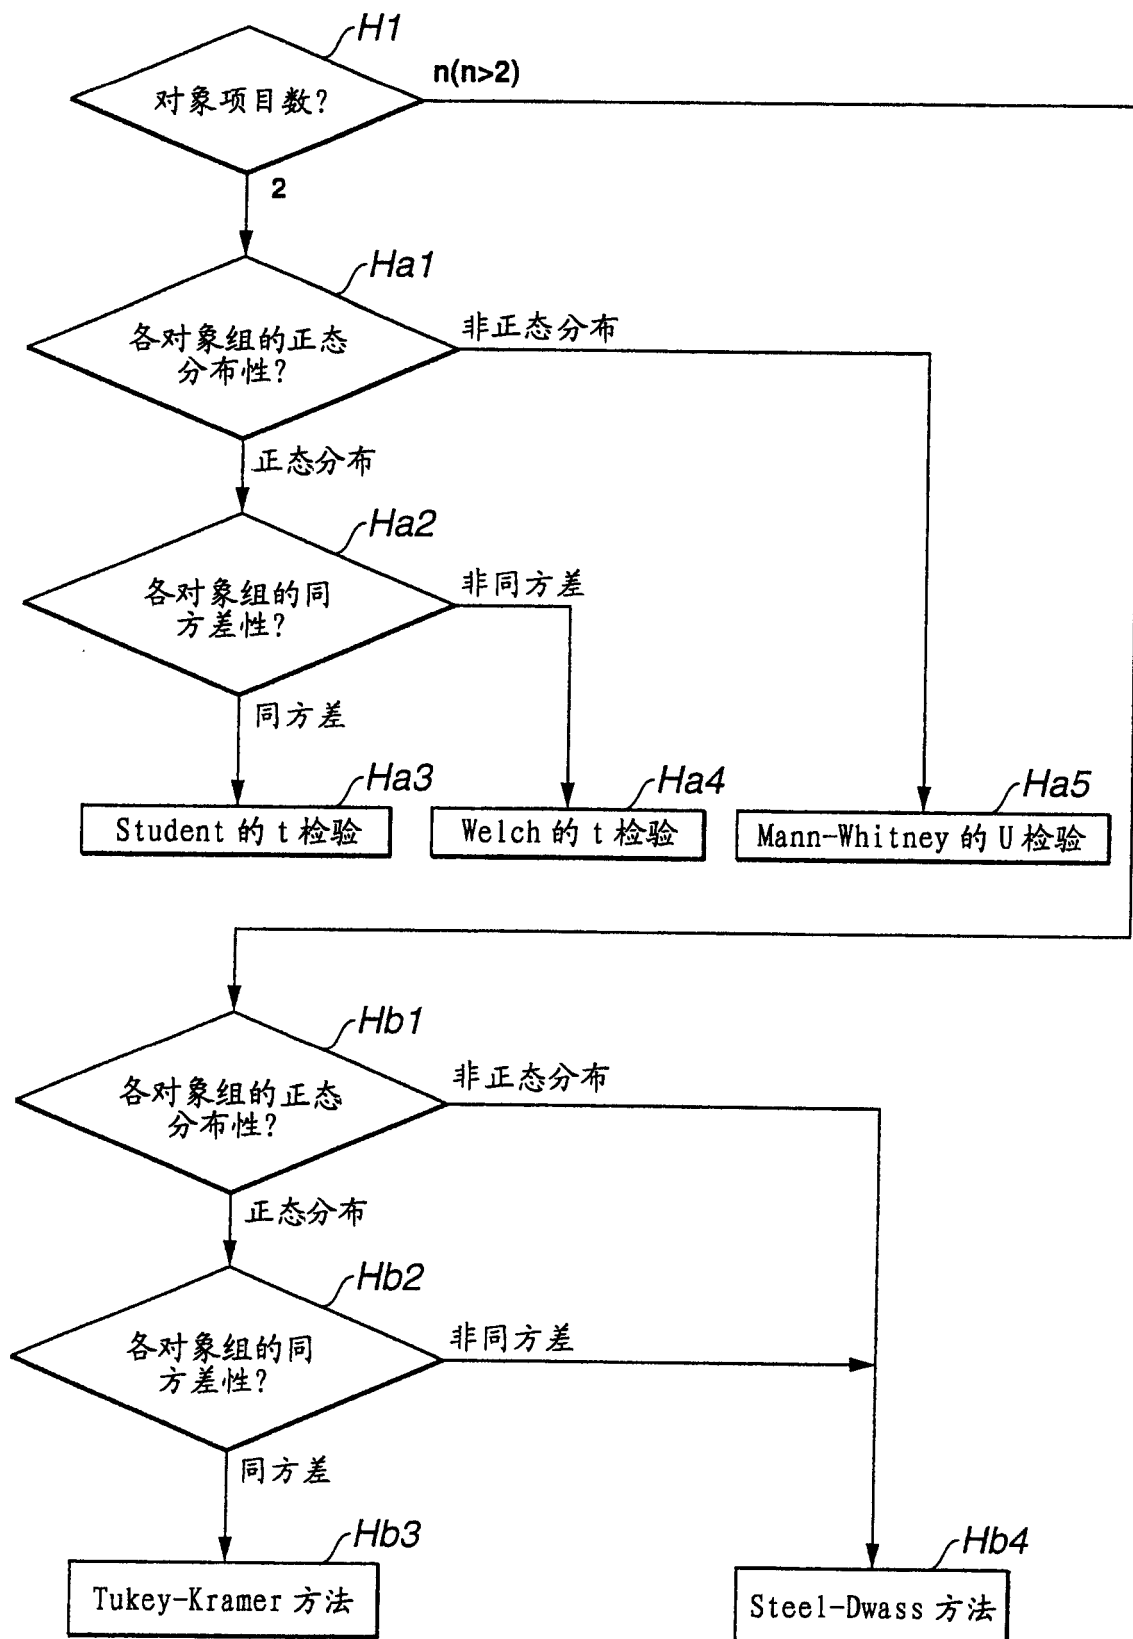 H1
对象项目数?
n(n>2)
2
Ha1
各对象组的正态
分布性?
非正态分布
正态分布
Ha2
各对象组的同
方差性?
非同方差
同方差
Ha3
Student 的 t 检验
Ha4
Welch 的 t 检验
Ha5
Mann-Whitney 的 U 检验
Hb1
各对象组的正态
分布性?
非正态分布
正态分布
Hb2
各对象组的同
方差性?
非同方差
同方差
Hb3
Tukey-Kramer 方法
Hb4
Steel-Dwass 方法